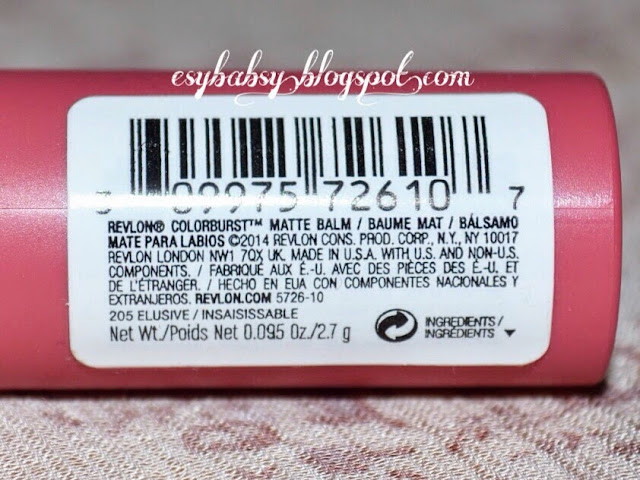 esybabsy.blogspot.com
09975 72610 7
REVLON® COLORBURST™ MATTE BALM / BAUME MAT / BÁLSAMO
MATE PARA LABIOS ©2014 REVLON CONS. PROD. CORP., N.Y., NY 10017
REVLON LONDON NW1 7QX UK. MADE IN U.S.A. WITH U.S. AND NON-U.S.
COMPONENTS. / FABRIQUÉ AUX É.-U. AVEC DES PIÈCES DES É.-U. ET
DE L'ÉTRANGER. / HECHO EN EUA CON COMPONENTES NACIONALES Y
EXTRANJEROS. REVLON.COM 5726-10
205 ELUSIVE / INSAISISSABLE
Net Wt./Poids Net 0.095 Oz./2.7 g
INGREDIENTS/
INGRÉDIENTS